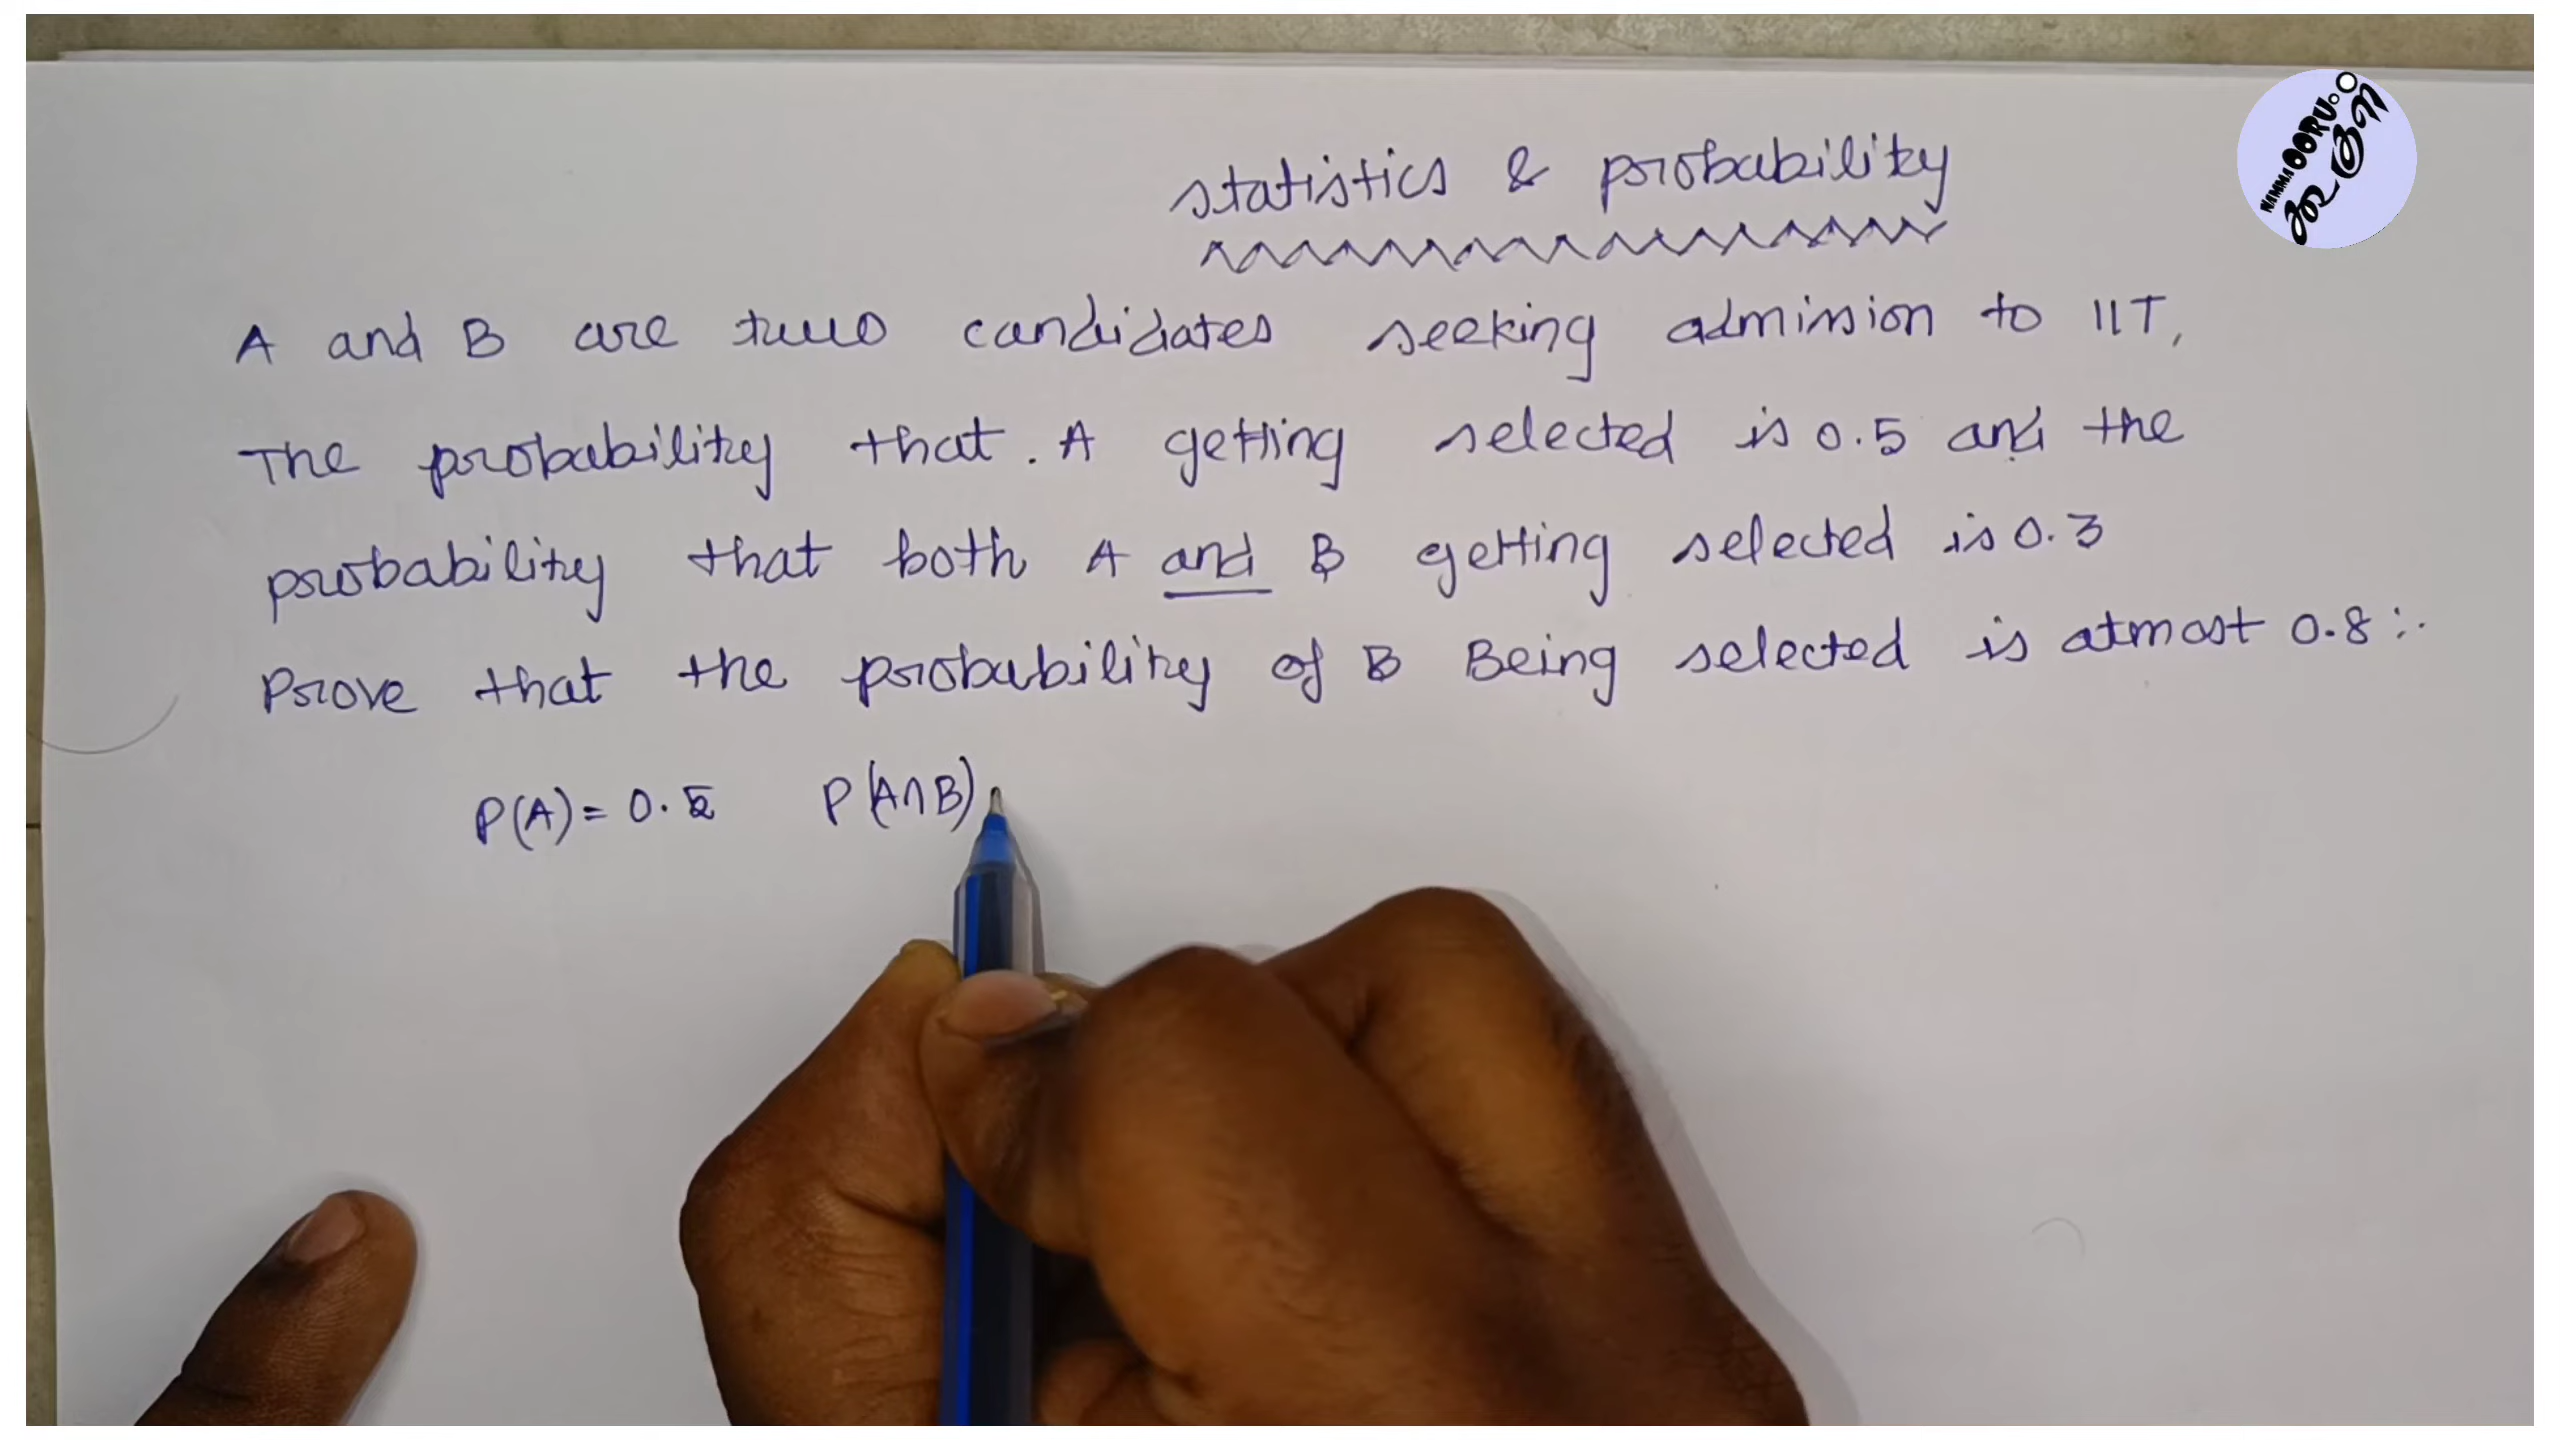 NAMMA OORU
statistics & probability
A and B are two candidates seeking admission to IIT,
The probability that. A getting selected is 0.5 and the
probability that both A and B getting selected is 0.3
Prove that the probability of B Being selected is atmost 0.8:.
P(A) = 0.5 P(A∩B)